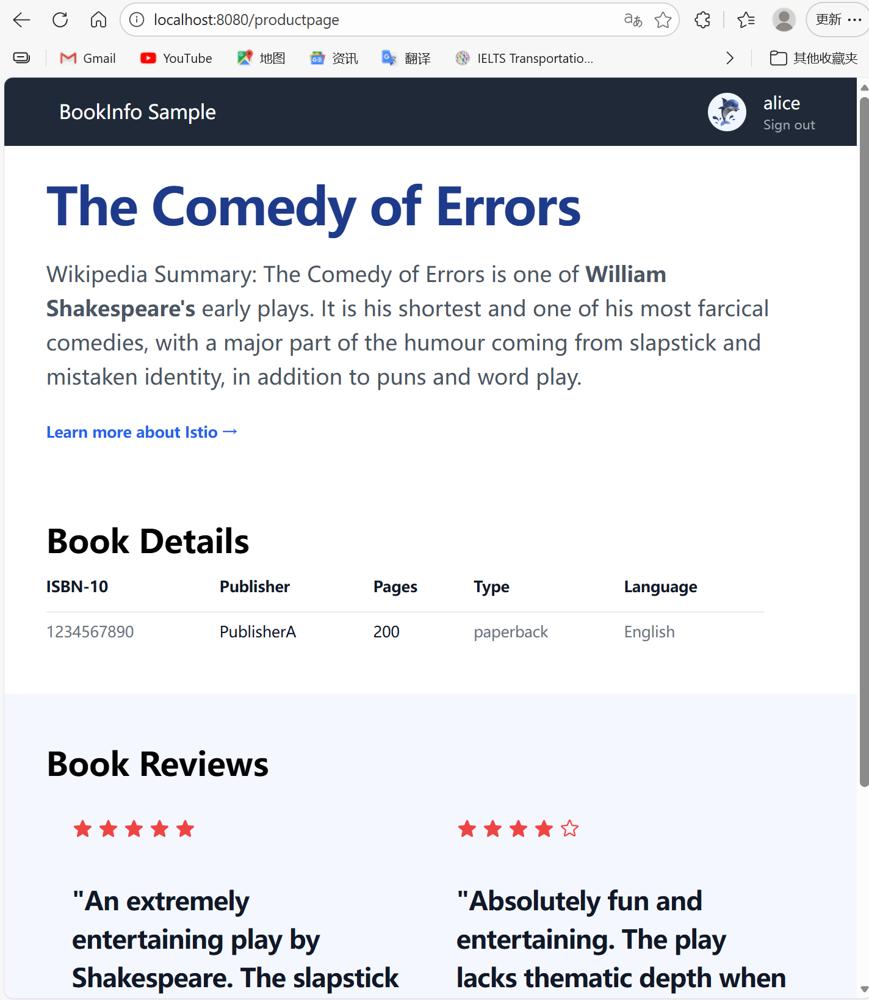 localhost:8080/productpage
更新
Gmail
YouTube
地图
资讯
翻译
IELTS Transportatio...
其他收藏夹
BookInfo Sample
alice
Sign out
The Comedy of Errors
Wikipedia Summary: The Comedy of Errors is one of William
Shakespeare's early plays. It is his shortest and one of his most farcical
comedies, with a major part of the humour coming from slapstick and
mistaken identity, in addition to puns and word play.
Learn more about Istio →
Book Details
ISBN-10 Publisher Pages Type Language
1234567890 PublisherA 200 paperback English
Book Reviews
"An extremely
entertaining play by
Shakespeare. The slapstick
"Absolutely fun and
entertaining. The play
lacks thematic depth when